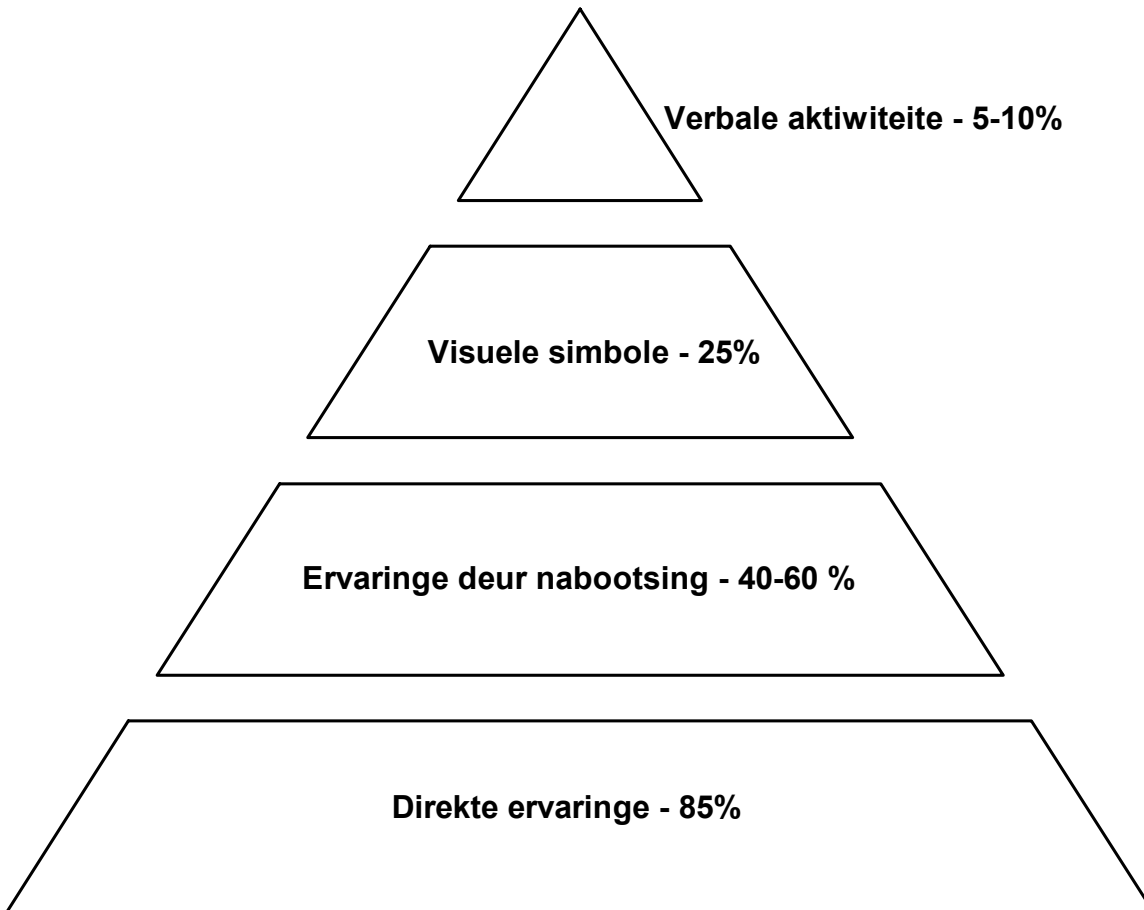 Verbale aktiwiteite - 5-10%
Visuele simbole - 25%
Ervaringe deur nabootsing - 40-60 %
Direkte ervaringe - 85%